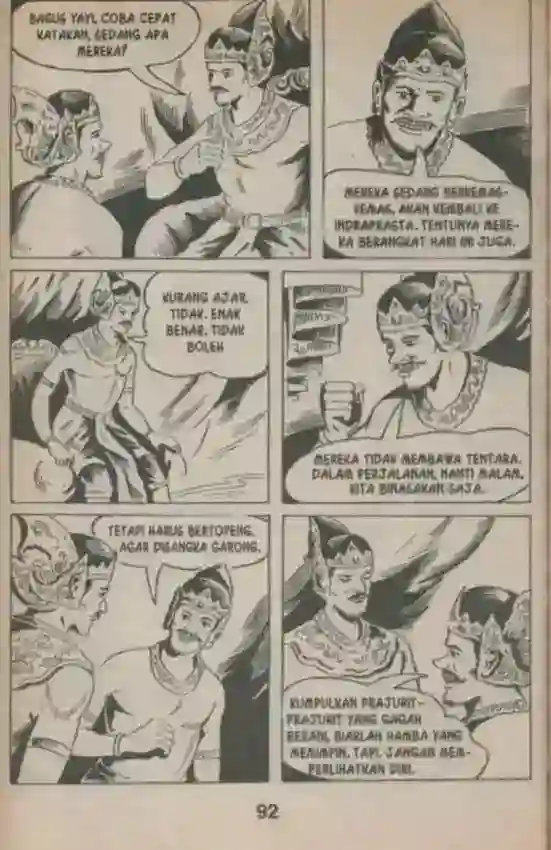 BAGUS YAYI, COBA CEPAT
KATAKAN, SEDANG APA
MEREKA?
MEREKA SEDANG BERKEMAS-
KEMAS, AKAN KEMBALI KE
INDRAPRASTA. TENTUNYA MERE-
KA BERANGKAT HARI INI JUGA.
KURANG AJAR.
TIDAK. ENAK
BENAR. TIDAK
BOLEH
MEREKA TIDAK MEMBAWA TENTARA.
DALAM PERJALANAN, NANTI MALAM,
KITA BINASAKAN SAJA.
TETAPI HARUS BERTOPENG.
AGAR DISANGKA GARONG.
KUMPULKAN PRAJURIT-
PRAJURIT YANG GAGAH
BERANI, BIARLAH HAMBA YANG
MEMIMPIN. TAPI, JANGAN MEM-
PERLIHATKAN DIRI.
92